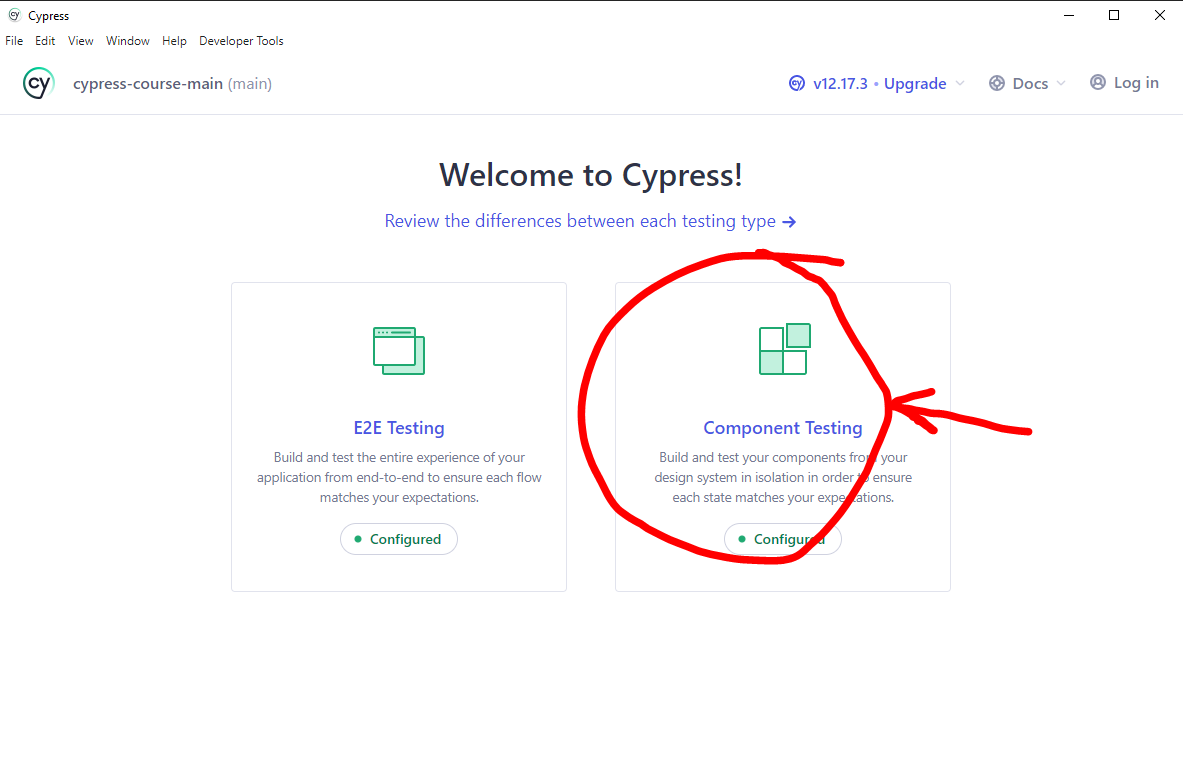 Cypress
File Edit View Window Help Developer Tools
cy cypress-course-main (main) v12.17.3 • Upgrade Docs Log in
Welcome to Cypress!
Review the differences between each testing type →
E2E Testing
Build and test the entire experience of your
application from end-to-end to ensure each flow
matches your expectations.
Configured
Component Testing
Build and test your components from your
design system in isolation in order to ensure
each state matches your expectations.
Configured